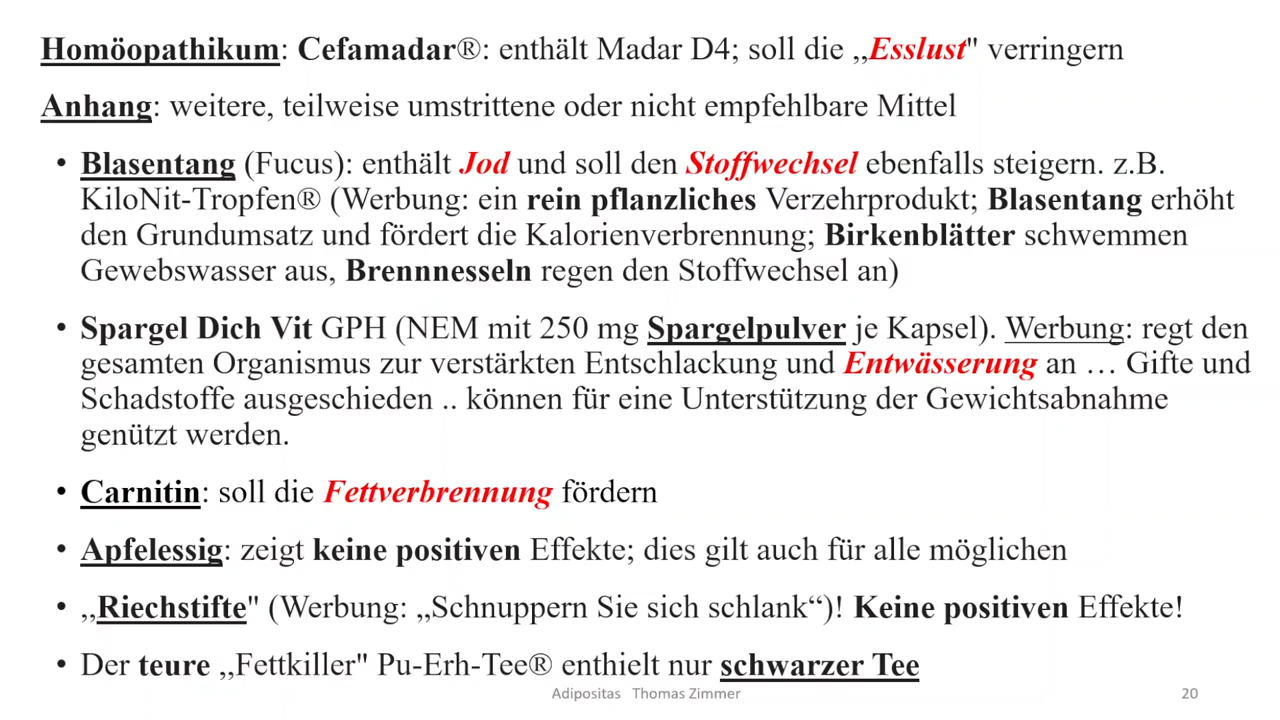 Homöopathikum: Cefamadar®: enthält Madar D4; soll die ,,Esslust" verringern
Anhang: weitere, teilweise umstrittene oder nicht empfehlbare Mittel
• Blasentang (Fucus): enthält Jod und soll den Stoffwechsel ebenfalls steigern. z.B.
KiloNit-Tropfen® (Werbung: ein rein pflanzliches Verzehrprodukt; Blasentang erhöht
den Grundumsatz und fördert die Kalorienverbrennung; Birkenblätter schwemmen
Gewebswasser aus, Brennnesseln regen den Stoffwechsel an)
• Spargel Dich Vit GPH (NEM mit 250 mg Spargelpulver je Kapsel). Werbung: regt den
gesamten Organismus zur verstärkten Entschlackung und Entwässerung an … Gifte und
Schadstoffe ausgeschieden .. können für eine Unterstützung der Gewichtsabnahme
genützt werden.
• Carnitin: soll die Fettverbrennung fördern
• Apfelessig: zeigt keine positiven Effekte; dies gilt auch für alle möglichen
• ,,Riechstifte" (Werbung: „Schnuppern Sie sich schlank“)! Keine positiven Effekte!
• Der teure ,,Fettkiller" Pu-Erh-Tee® enthielt nur schwarzer Tee
Adipositas Thomas Zimmer
20